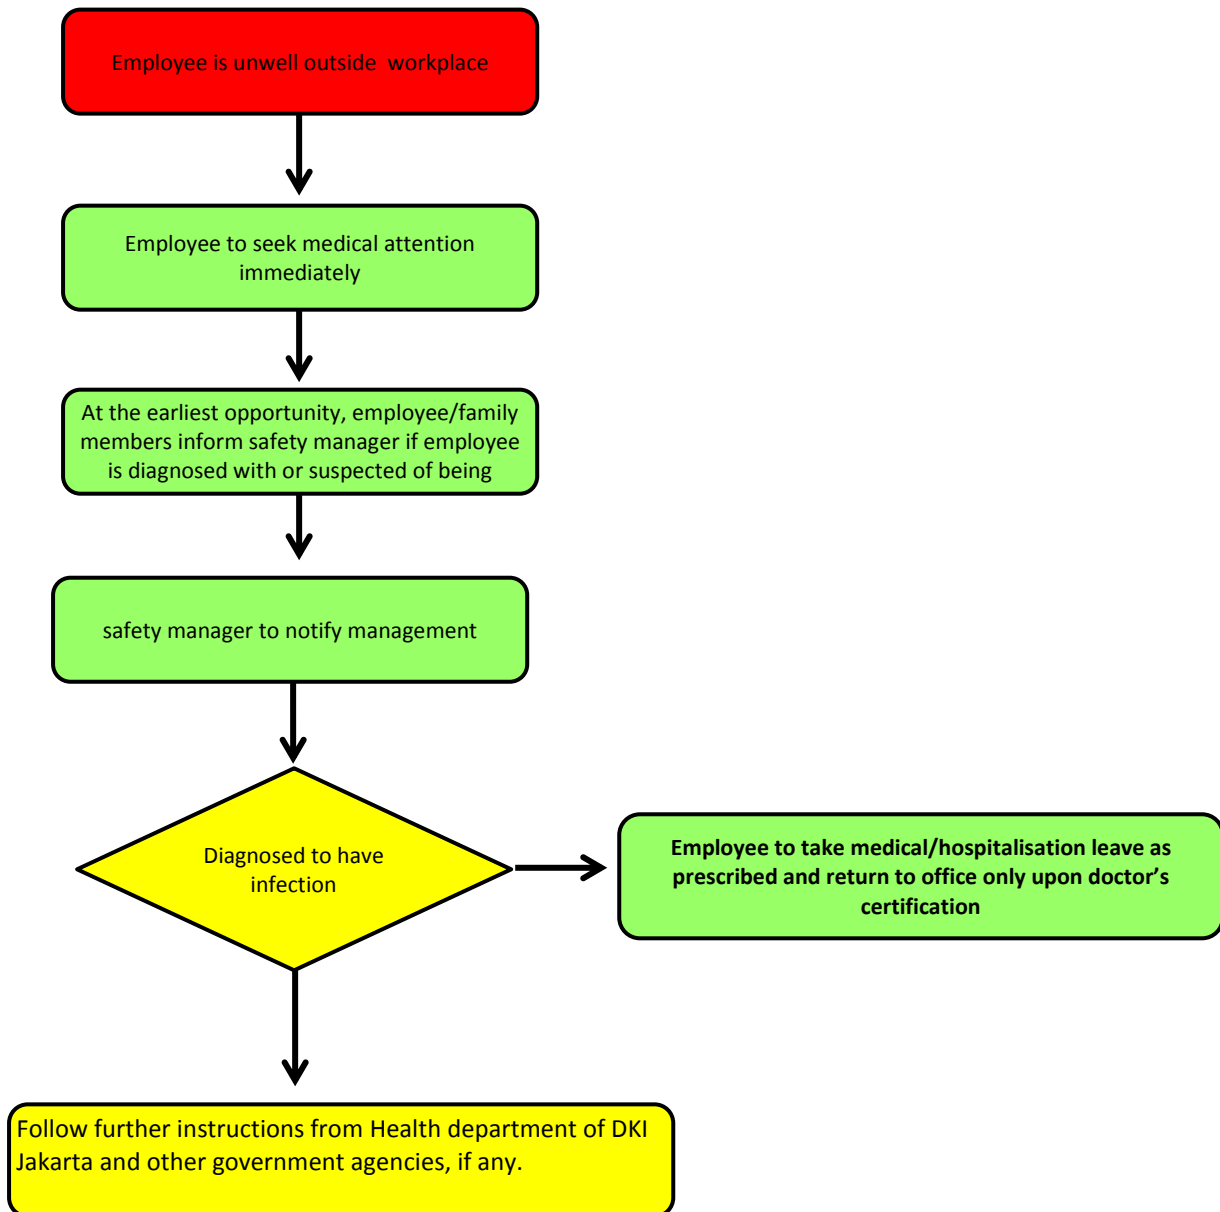 Employee is unwell outside  workplace
Employee to seek medical attention
immediately
At the earliest opportunity, employee/family
members inform safety manager if employee
is diagnosed with or suspected of being
safety manager to notify management
Diagnosed to have
infection
Employee to take medical/hospitalisation leave as
prescribed and return to office only upon doctor’s
certification
Follow further instructions from Health department of DKI
Jakarta and other government agencies, if any.